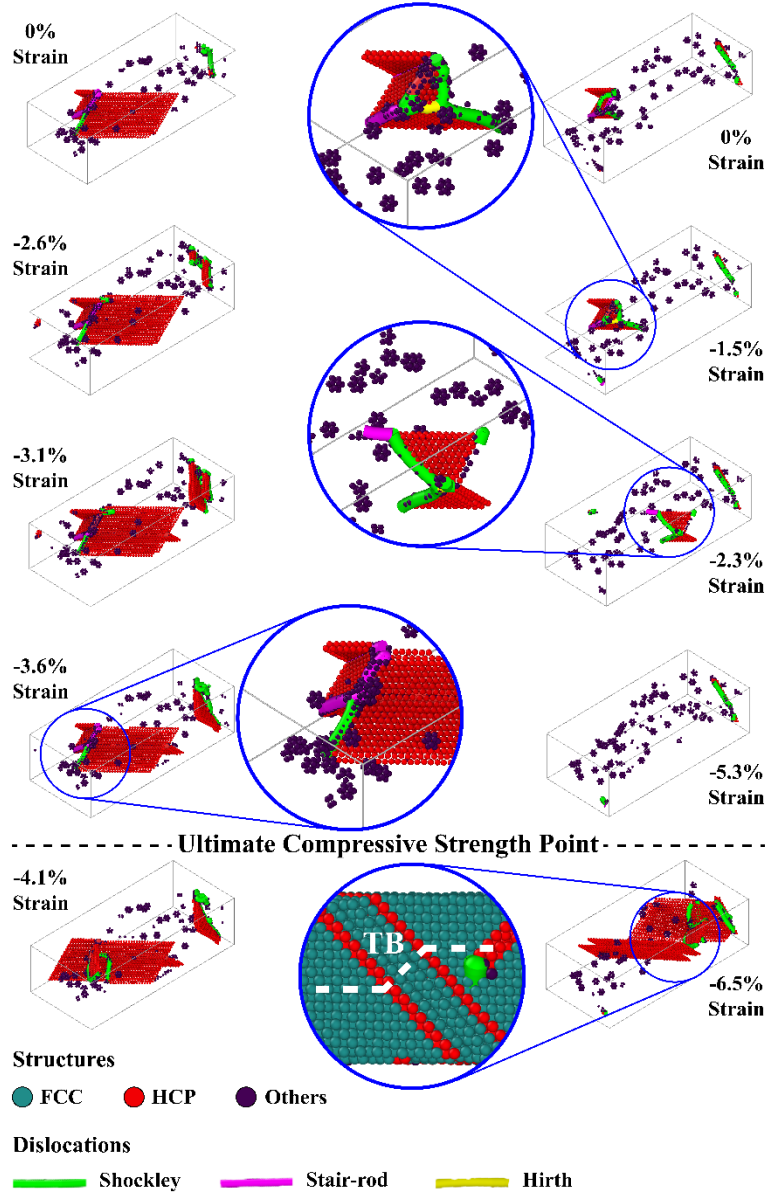 0%
Strain
0%
Strain
-2.6%
Strain
-1.5%
Strain
-3.1%
Strain
-2.3%
Strain
-3.6%
Strain
-5.3%
Strain
Ultimate Compressive Strength Point
-4.1%
Strain
TB
-6.5%
Strain
Structures
FCC HCP Others
Dislocations
Shockley Stair-rod Hirth